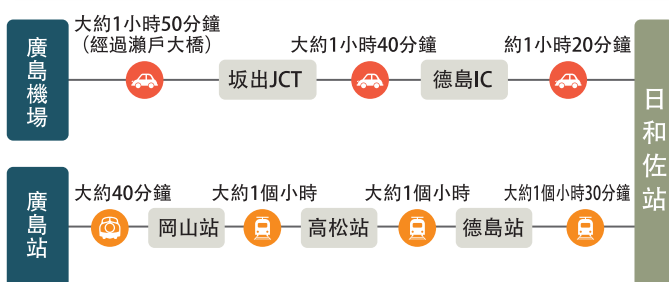 廣島機場
大約1小時50分鐘
（經過瀨戶大橋）
坂出JCT
大約1小時40分鐘
德島IC
約1小時20分鐘
日和佐站
廣島站
大約40分鐘
岡山站
大約1個小時
高松站
大約1個小時
德島站
大約1個小時30分鐘